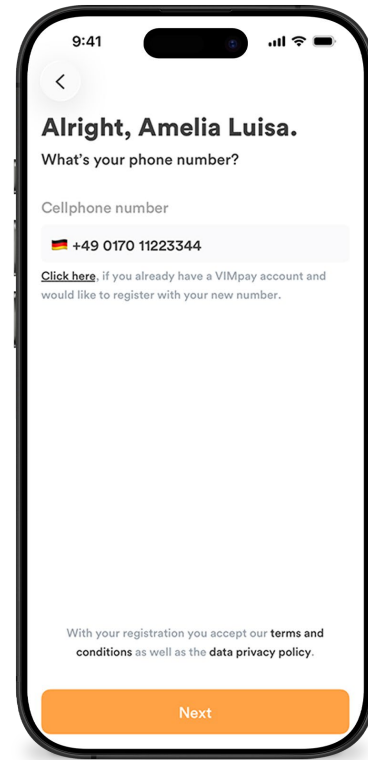 9:41
Alright, Amelia Luisa.
What's your phone number?
Cellphone number
+49 0170 11223344
Click here, if you already have a VIMpay account and
would like to register with your new number.
With your registration you accept our terms and
conditions as well as the data privacy policy.
Next